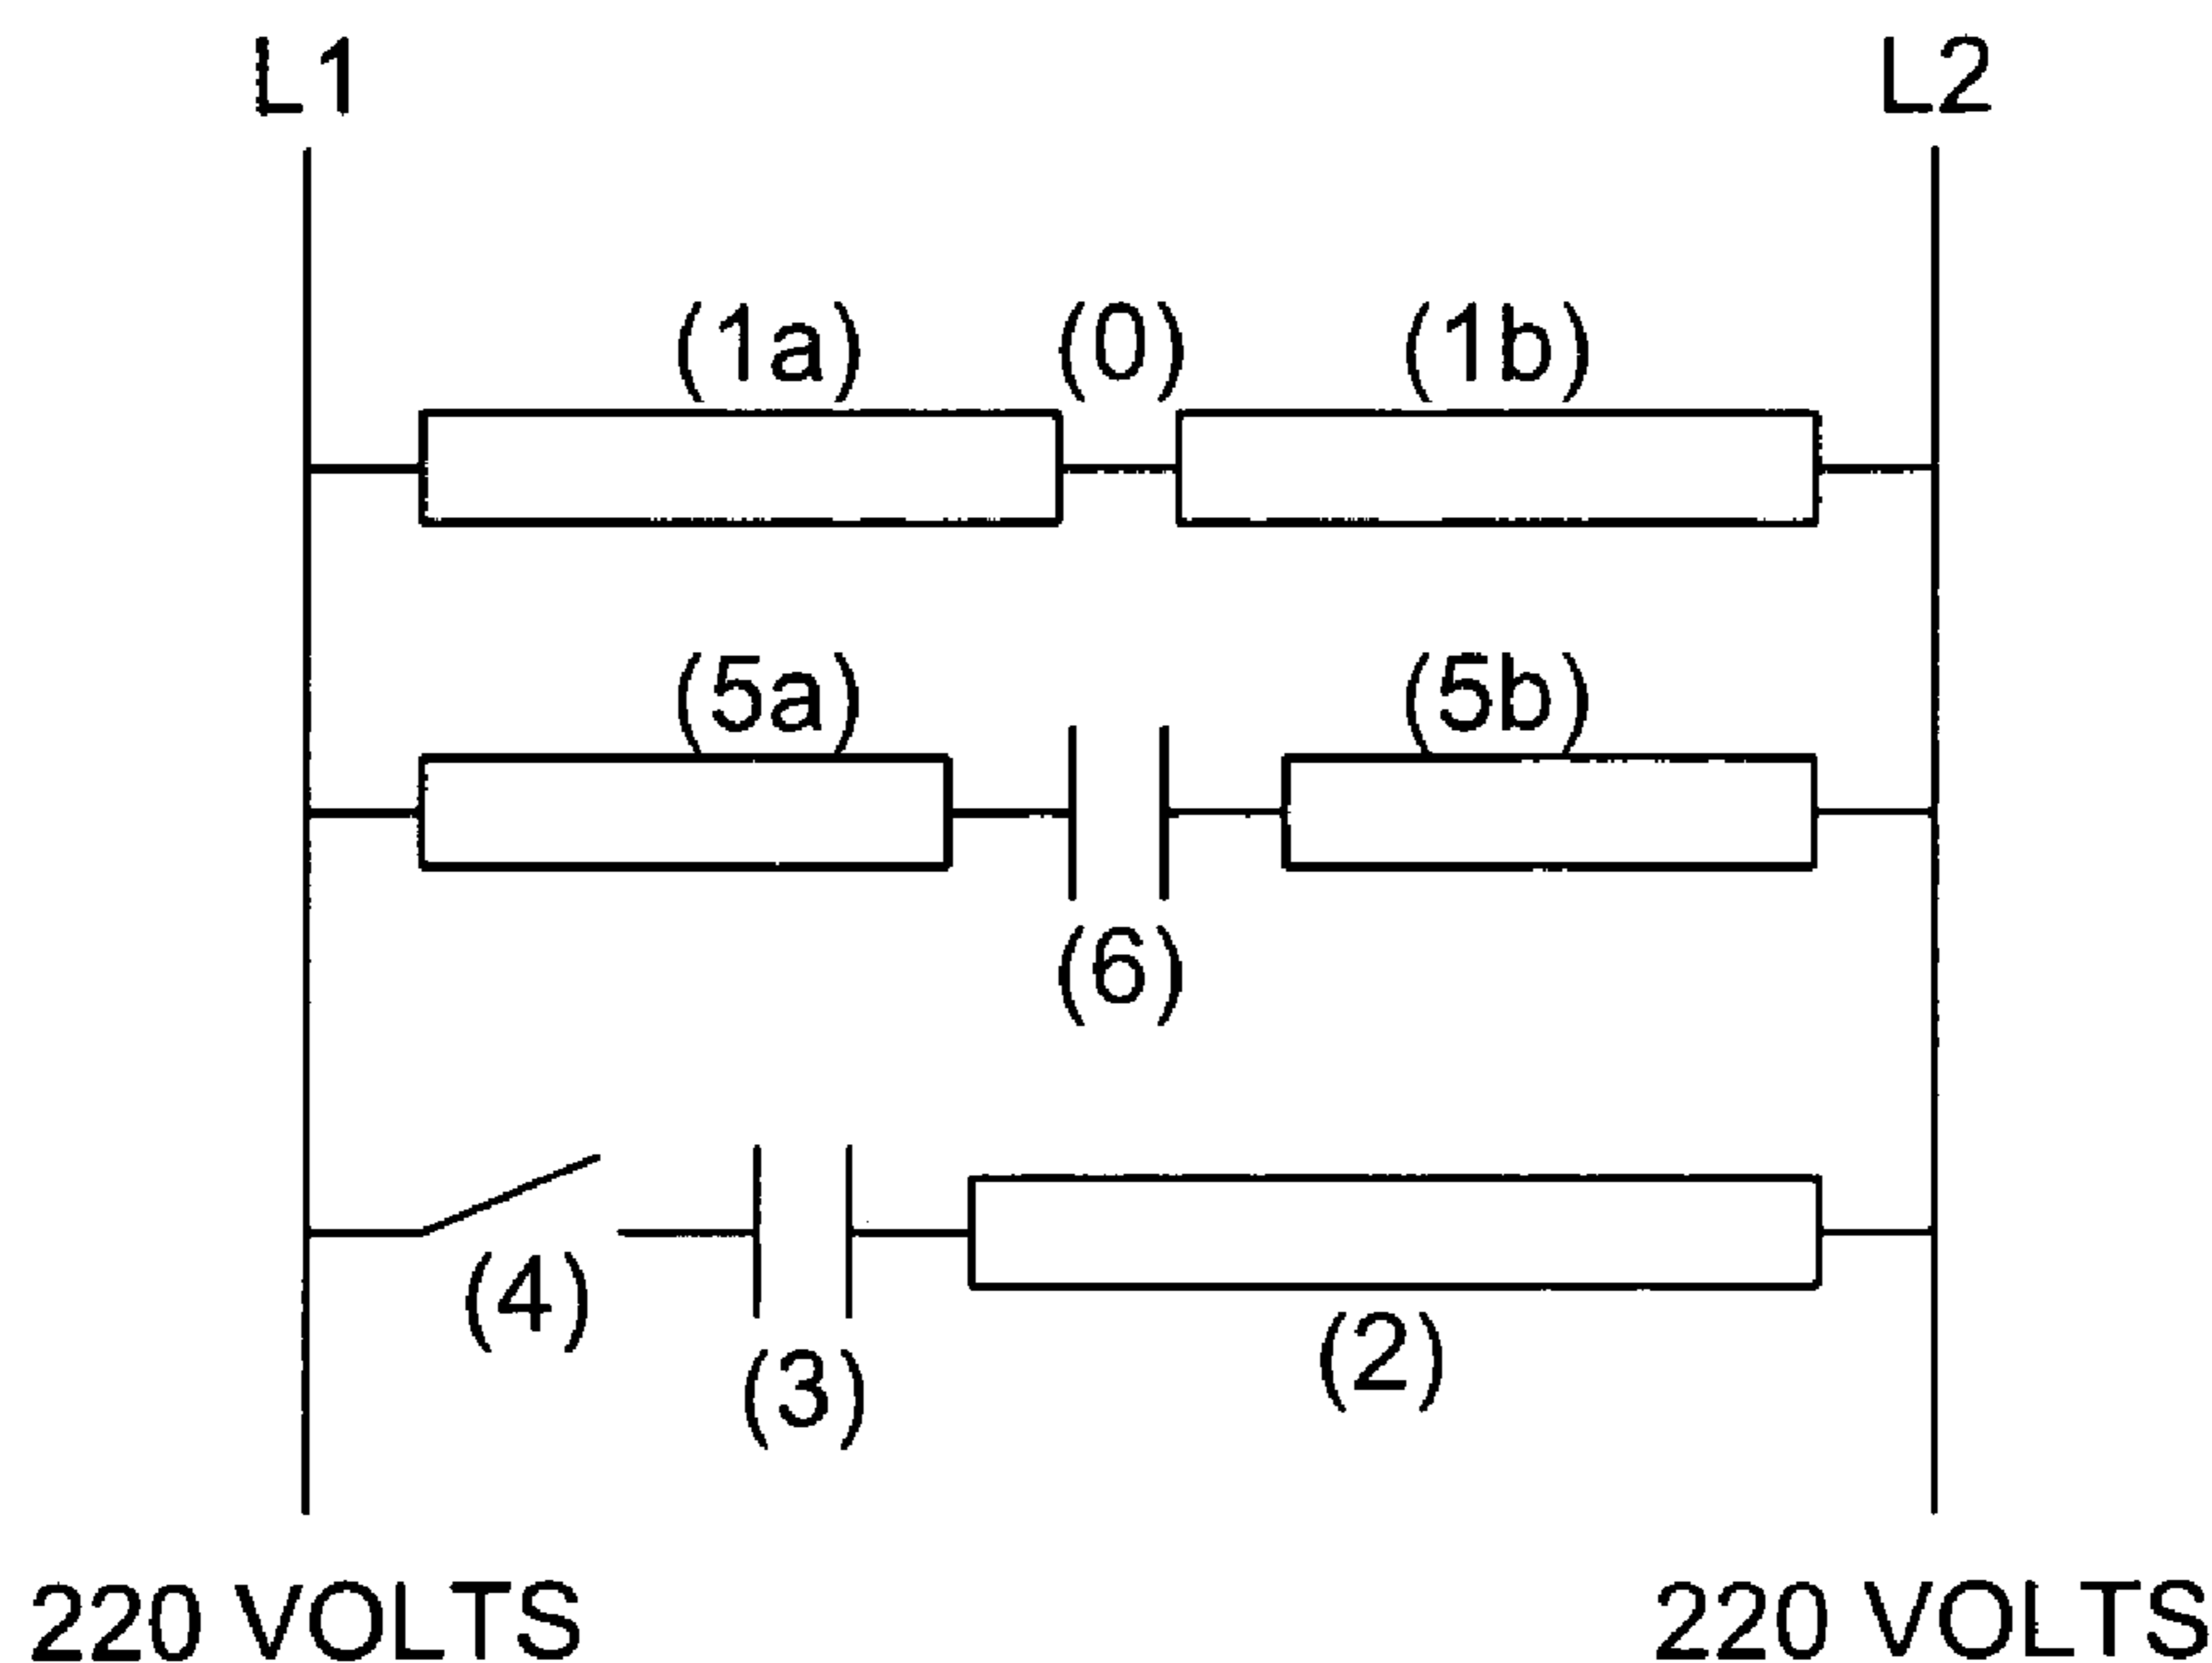 L1 L2
(1a) (0) (1b)
(5a) (5b)
(6)
(4)
(3)
(2)
220 VOLTS 220 VOLTS